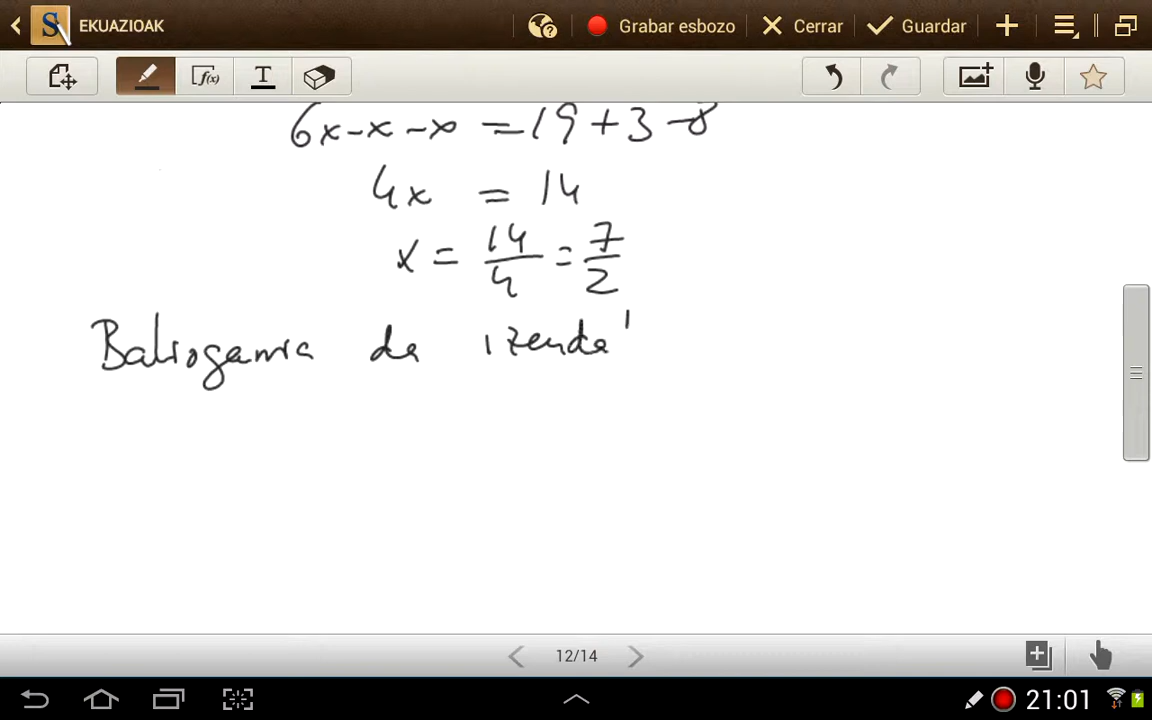 EKUAZIOAK
Grabar esbozo
Cerrar
Guardar
f(x)
T
6x-x-x = 19+3-8
4x = 14
x = 14/4 = 7/2
Baliogarria da izenda
12/14
21:01